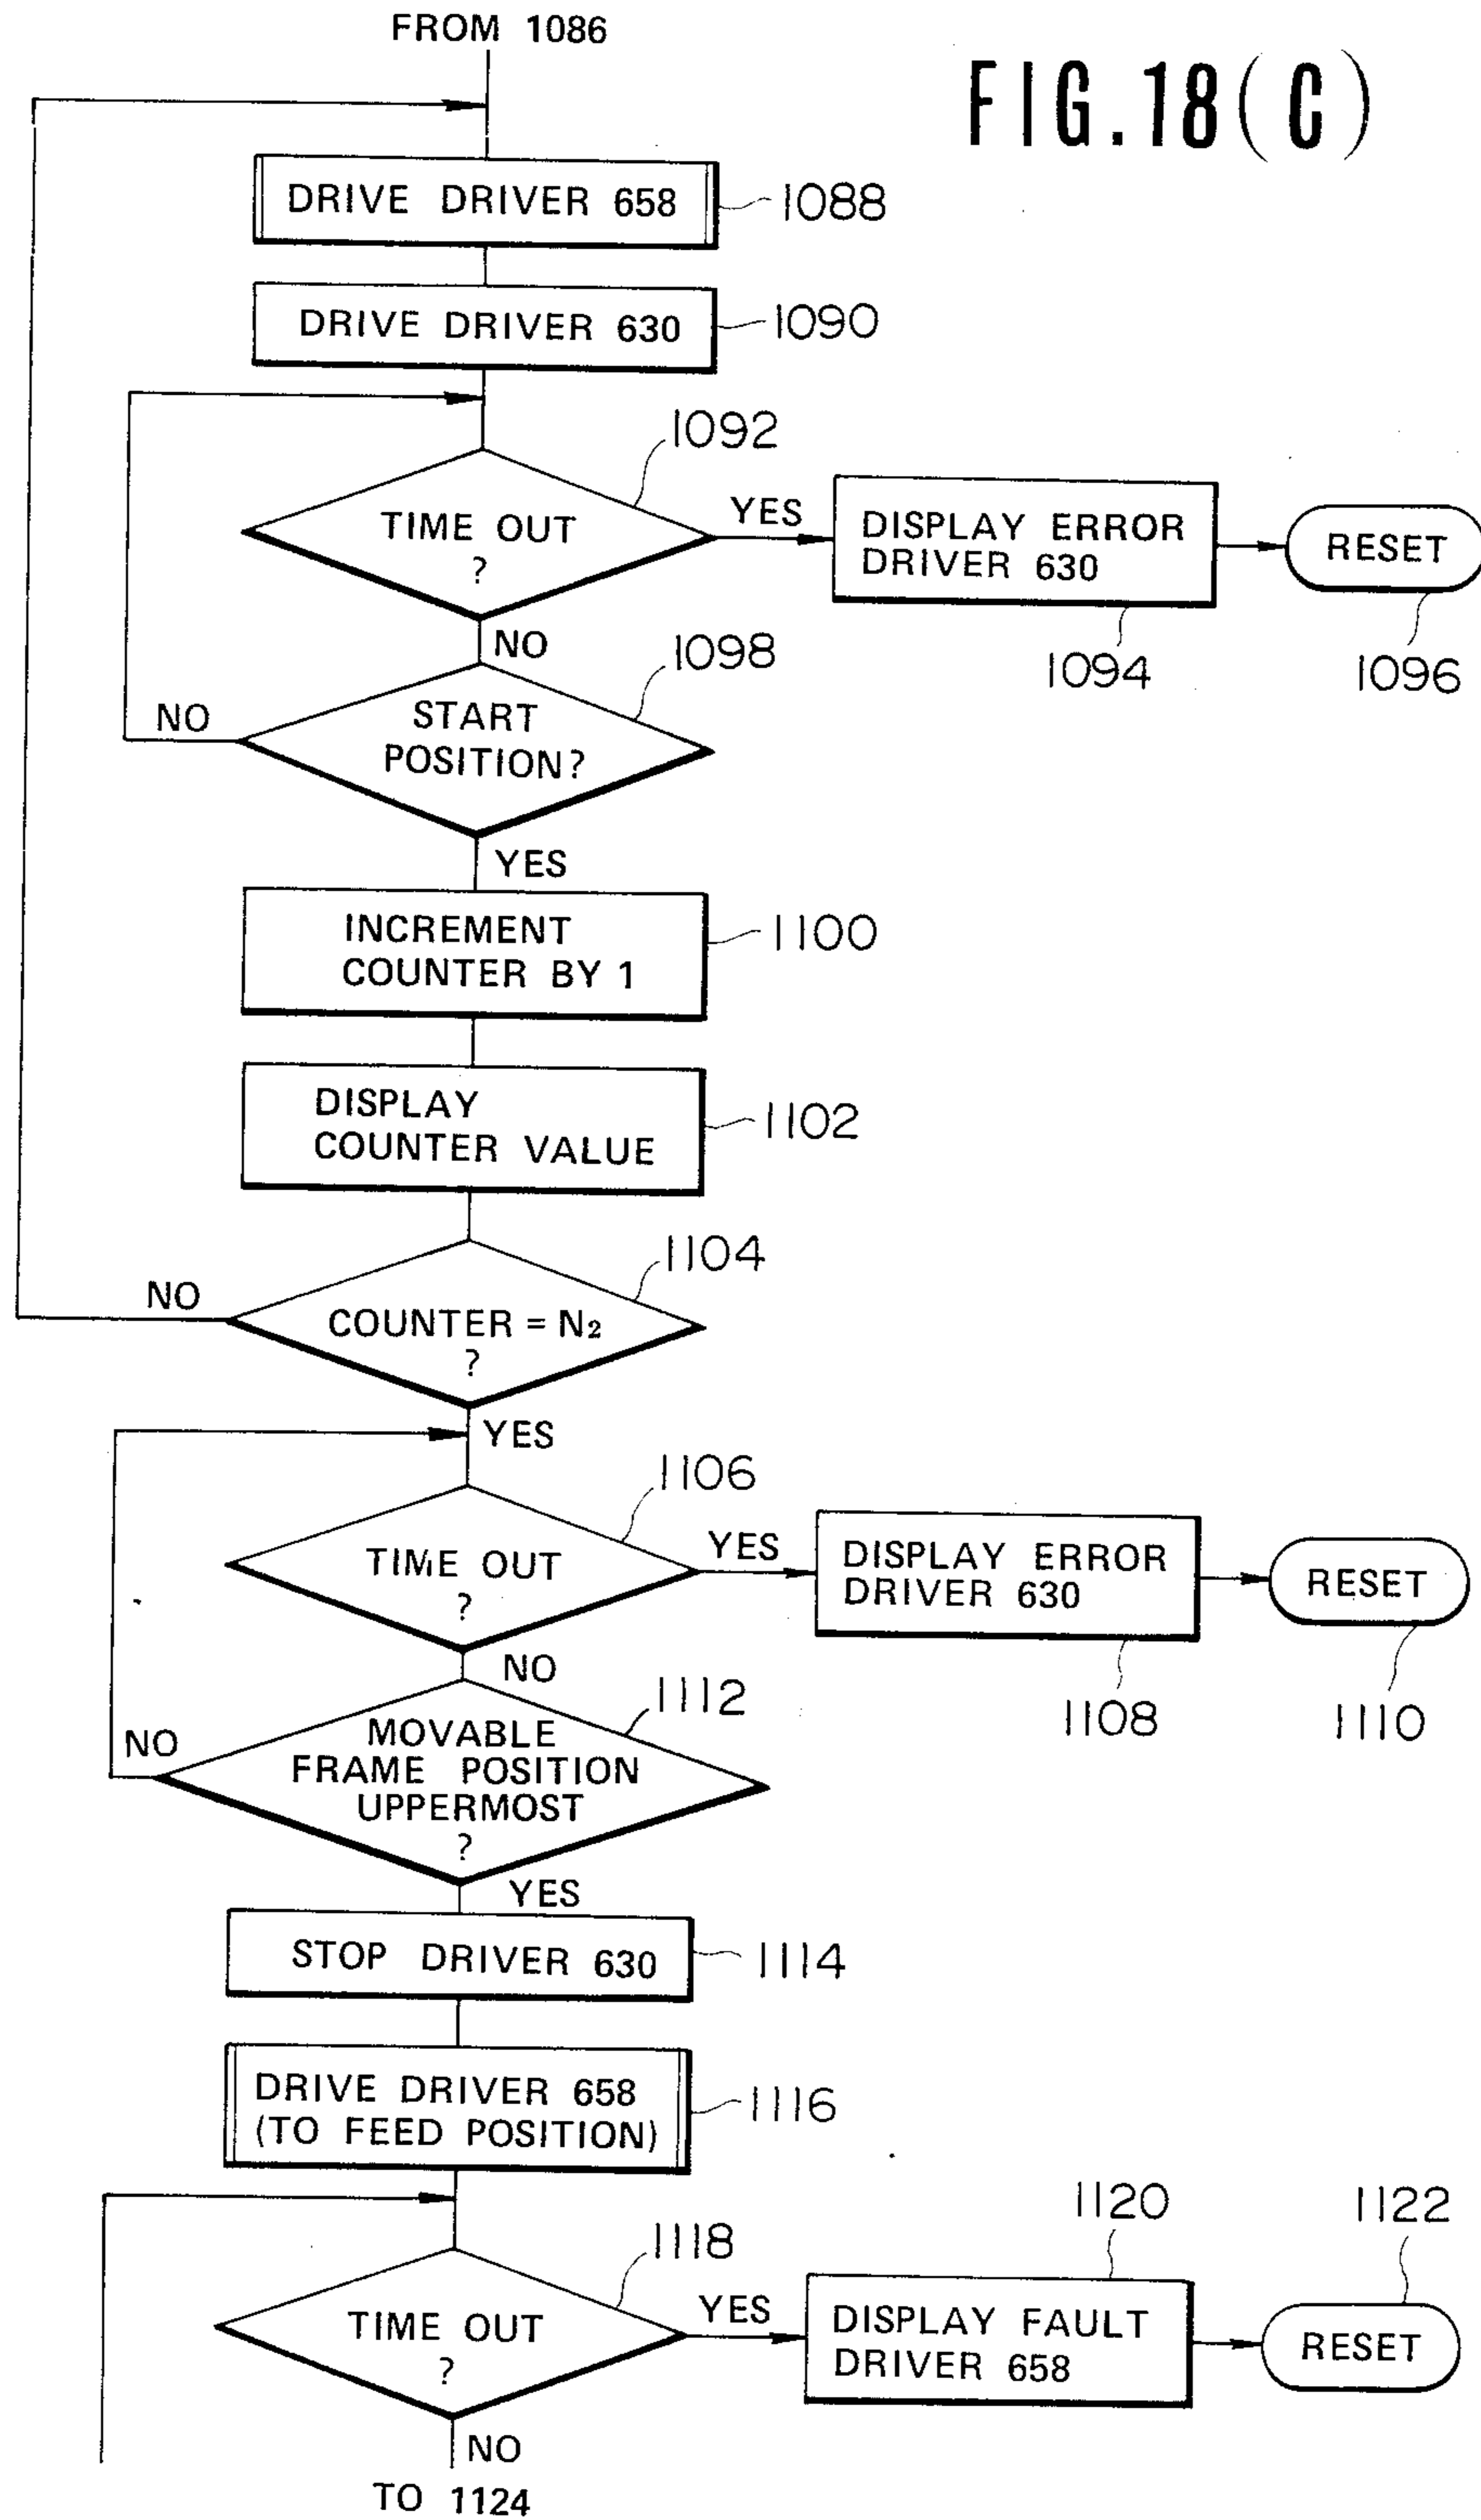 FROM 1086
FIG.18(C)
DRIVE DRIVER 658
1088
DRIVE DRIVER 630
1090
1092
TIME OUT
?
YES
DISPLAY ERROR
DRIVER 630
RESET
1094
1096
NO
1098
NO
START
POSITION?
YES
INCREMENT
COUNTER BY 1
1100
DISPLAY
COUNTER VALUE
1102
1104
NO
COUNTER = N₂
?
YES
1106
TIME OUT
?
YES
DISPLAY ERROR
DRIVER 630
RESET
1108
1110
NO
1112
NO
MOVABLE
FRAME POSITION
UPPERMOST
?
YES
STOP DRIVER 630
1114
DRIVE DRIVER 658
(TO FEED POSITION)
1116
1118
1120
1122
TIME OUT
?
YES
DISPLAY FAULT
DRIVER 658
RESET
NO
TO 1124